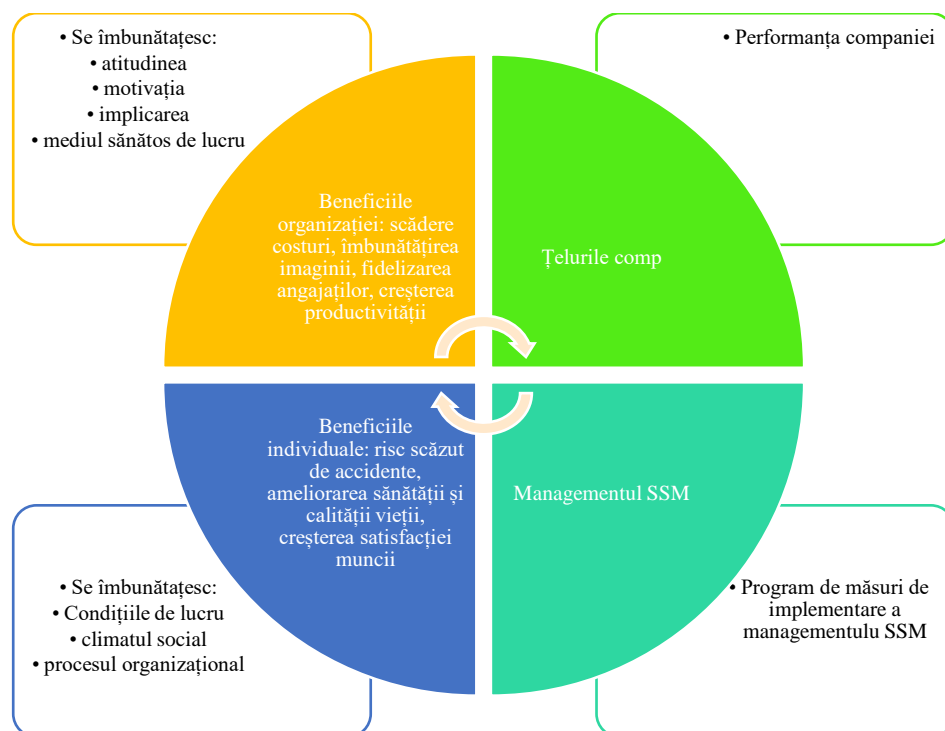 • Se îmbunătațesc:
• atitudinea
• motivația
• implicarea
• mediul sănătos de lucru
• Performanța companiei
Beneficiile
organizației: scădere
costuri, îmbunătățirea
imaginii, fidelizarea
angajaților, creșterea
productivității
Țelurile comp
Beneficiile
individuale: risc scăzut
de accidente,
ameliorarea sănătății și
calității vieții,
creșterea satisfacției
muncii
Managementul SSM
• Se îmbunătațesc:
• Condițiile de lucru
• climatul social
• procesul organizațional
• Program de măsuri de
implementare a
managementulu SSM